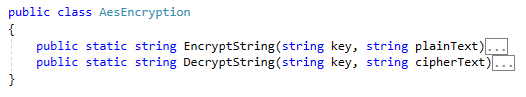 public class AesEncryption
{
public static string EncryptString(string key, string plainText)...
public static string DecryptString(string key, string cipherText)...
}